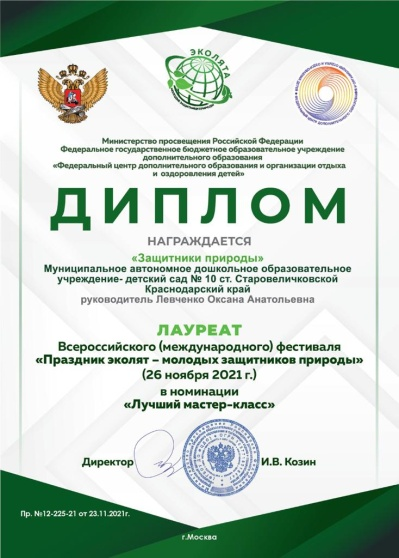 ЭКОЛЯТА
Министерство просвещения Российской Федерации
Федеральное государственное бюджетное образовательное учреждение
дополнительного образования
«Федеральный центр дополнительного образования и организации отдыха
и оздоровления детей»
ДИПЛОМ
НАГРАЖДАЕТСЯ
«Защитники природы»
Муниципальное автономное дошкольное образовательное
учреждение- детский сад № 10 ст. Старовеличковской
Краснодарский край
руководитель Левченко Оксана Анатольевна
ЛАУРЕАТ
Всероссийского (международного) фестиваля
«Праздник эколят – молодых защитников природы»
(26 ноября 2021 г.)
в номинации
«Лучший мастер-класс»
Директор И.В. Козин
Пр. №12-225-21 от 23.11.2021г.
г.Москва